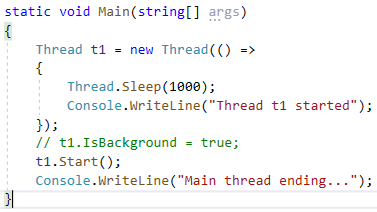 static void Main(string[] args)
{
    Thread t1 = new Thread(() =>
    {
        Thread.Sleep(1000);
        Console.WriteLine("Thread t1 started");
    });
    // t1.IsBackground = true;
    t1.Start();
    Console.WriteLine("Main thread ending...");
}